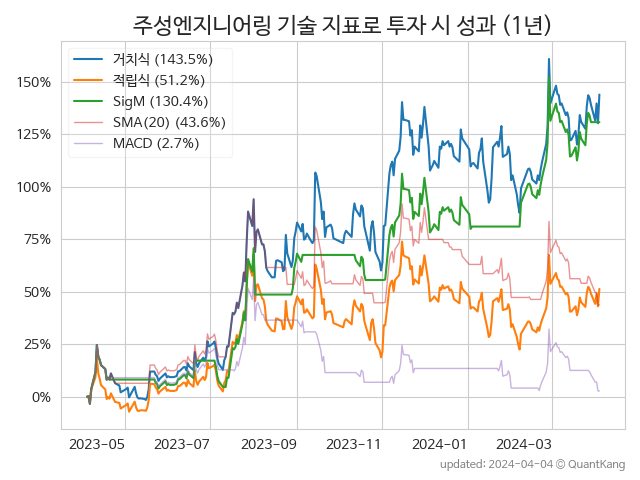 주성엔지니어링 기술 지표로 투자 시 성과 (1년)
거치식 (143.5%)
적립식 (51.2%)
SigM (130.4%)
SMA(20) (43.6%)
MACD (2.7%)
150%
125%
100%
75%
50%
25%
0%
2023-05 2023-07 2023-09 2023-11 2024-01 2024-03
updated: 2024-04-04 © QuantKang